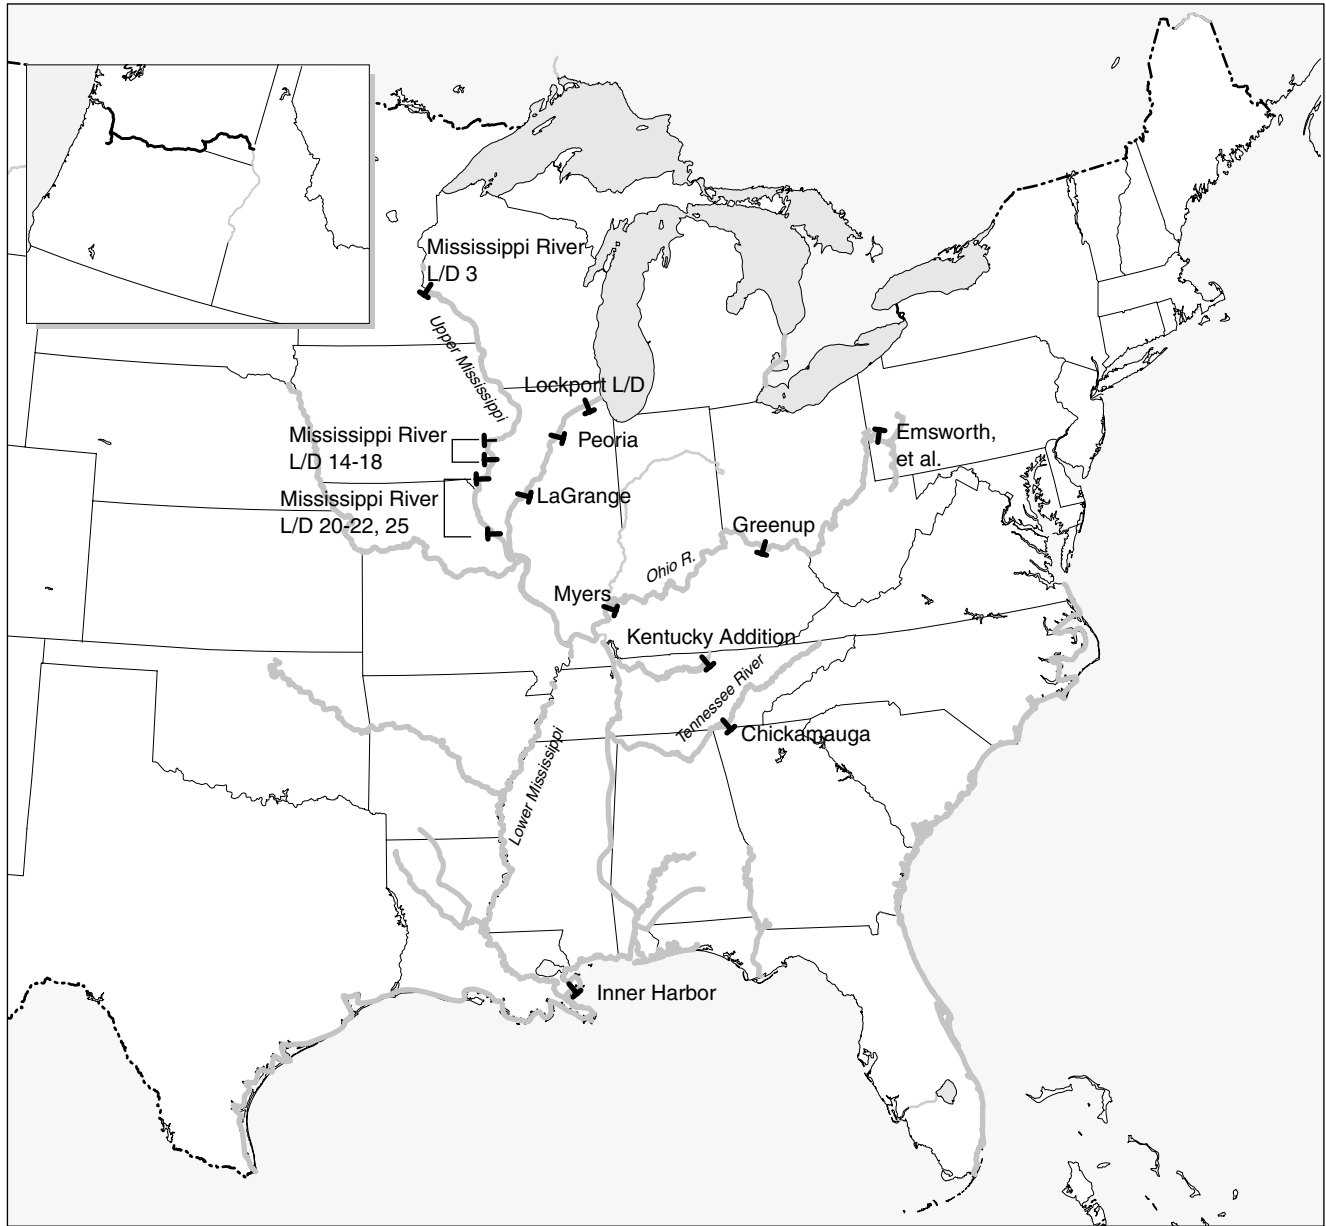 Mississippi River
L/D 3
Upper Mississippi
Lockport L/D
Mississippi River
L/D 14-18
Peoria
Emsworth,
et al.
Mississippi River
L/D 20-22, 25
LaGrange
Greenup
Ohio R.
Myers
Kentucky Addition
Tennessee River
Chickamauga
Lower Mississippi
Inner Harbor